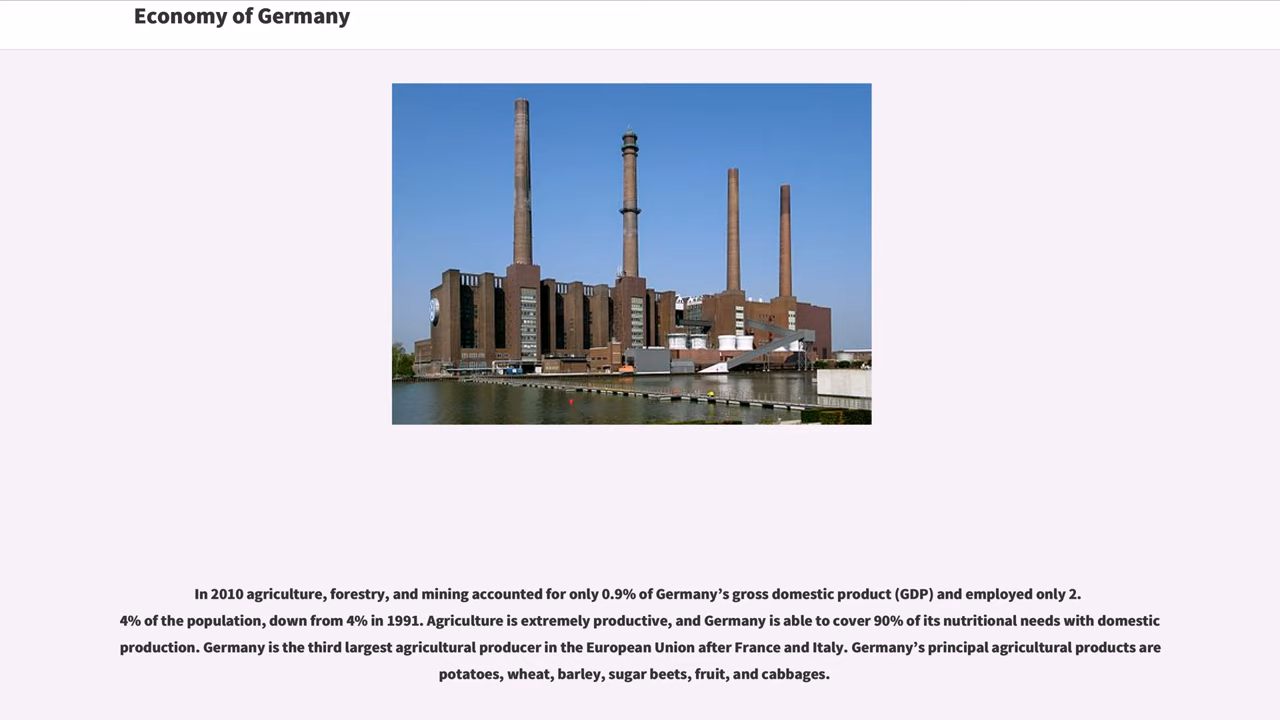 Economy of Germany
In 2010 agriculture, forestry, and mining accounted for only 0.9% of Germany’s gross domestic product (GDP) and employed only 2.
4% of the population, down from 4% in 1991. Agriculture is extremely productive, and Germany is able to cover 90% of its nutritional needs with domestic
production. Germany is the third largest agricultural producer in the European Union after France and Italy. Germany’s principal agricultural products are
potatoes, wheat, barley, sugar beets, fruit, and cabbages.